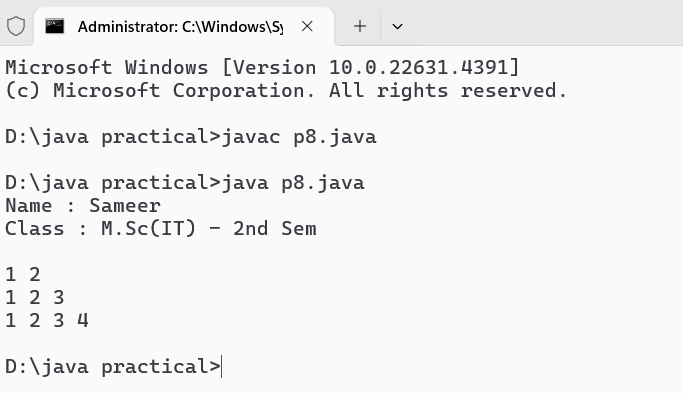 Administrator: C:\Windows\Sy
Microsoft Windows [Version 10.0.22631.4391]
(c) Microsoft Corporation. All rights reserved.
D:\java practical>javac p8.java
D:\java practical>java p8.java
Name : Sameer
Class : M.Sc(IT) - 2nd Sem
1 2
1 2 3
1 2 3 4
D:\java practical>